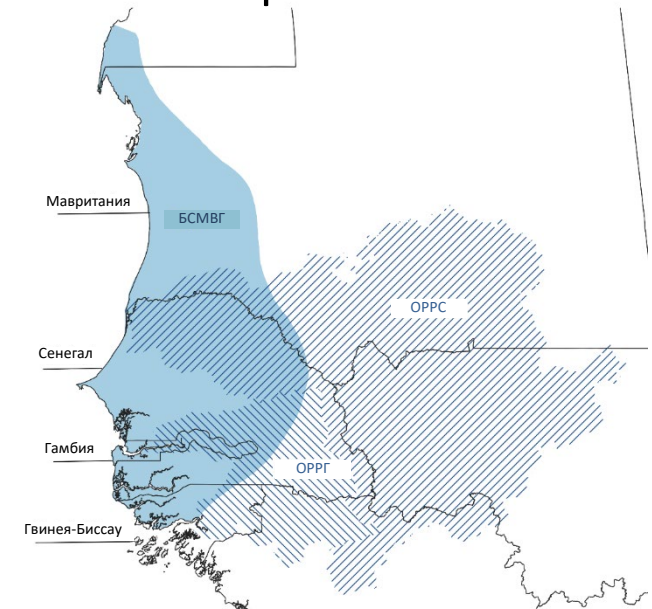 Мавритания
БСМВГ
ОРРС
Сенегал
Гамбия
ОРРГ
Гвинея-Биссау